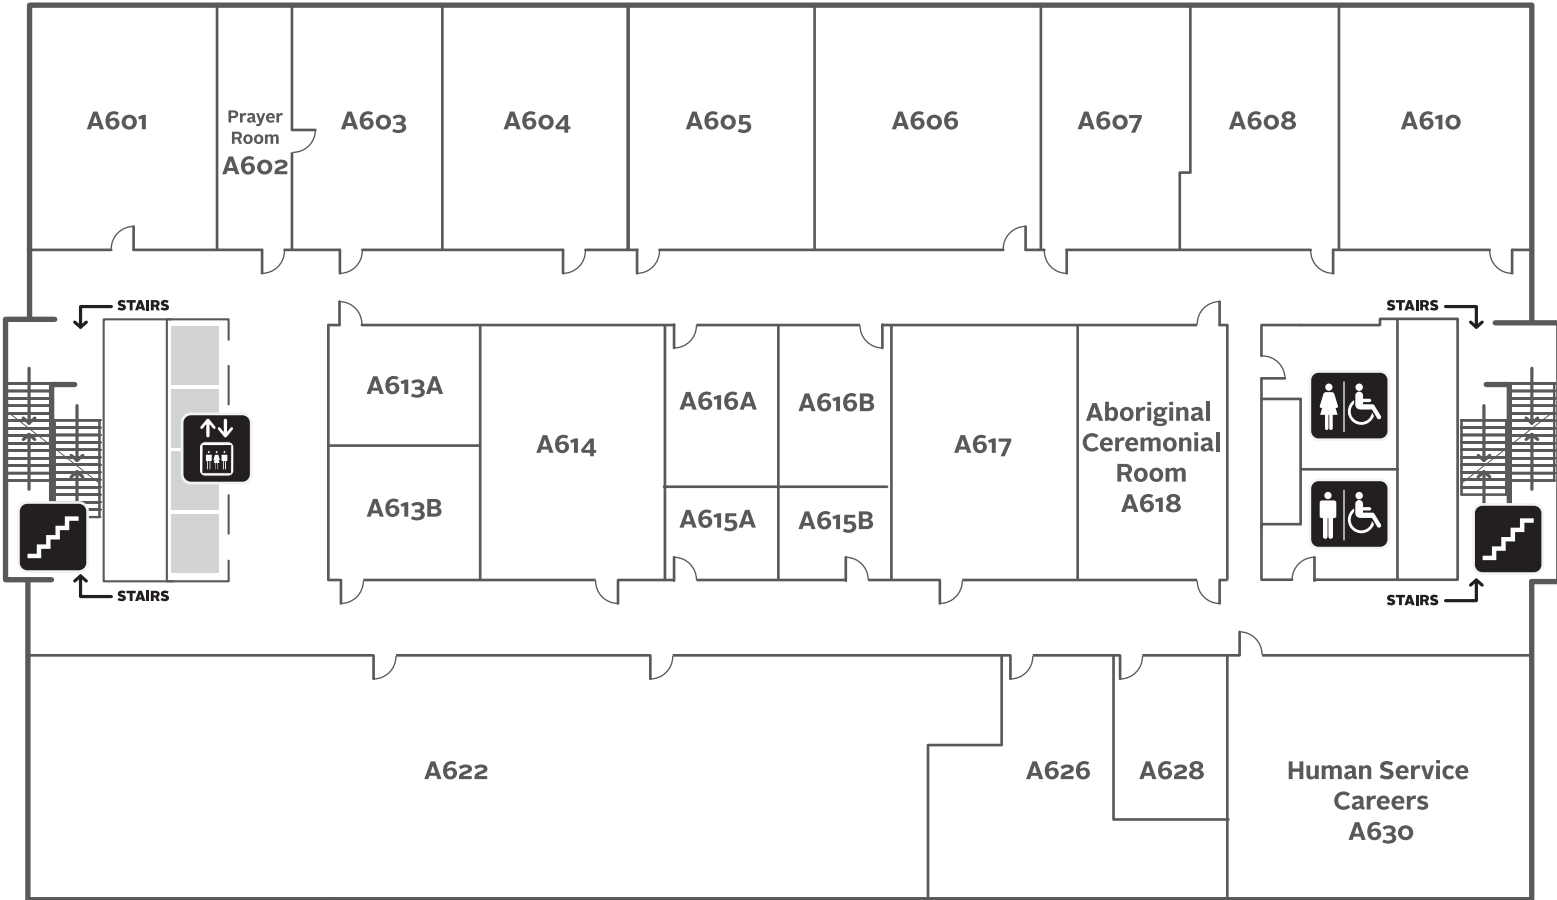 A601
Prayer
Room
A602
A603
A604
A605
A606
A607
A608
A610
STAIRS
STAIRS
A613A
A613B
A614
A616A
A616B
A615A
A615B
A617
Aboriginal
Ceremonial
Room
A618
STAIRS
STAIRS
A622
A626
A628
Human Service
Careers
A630